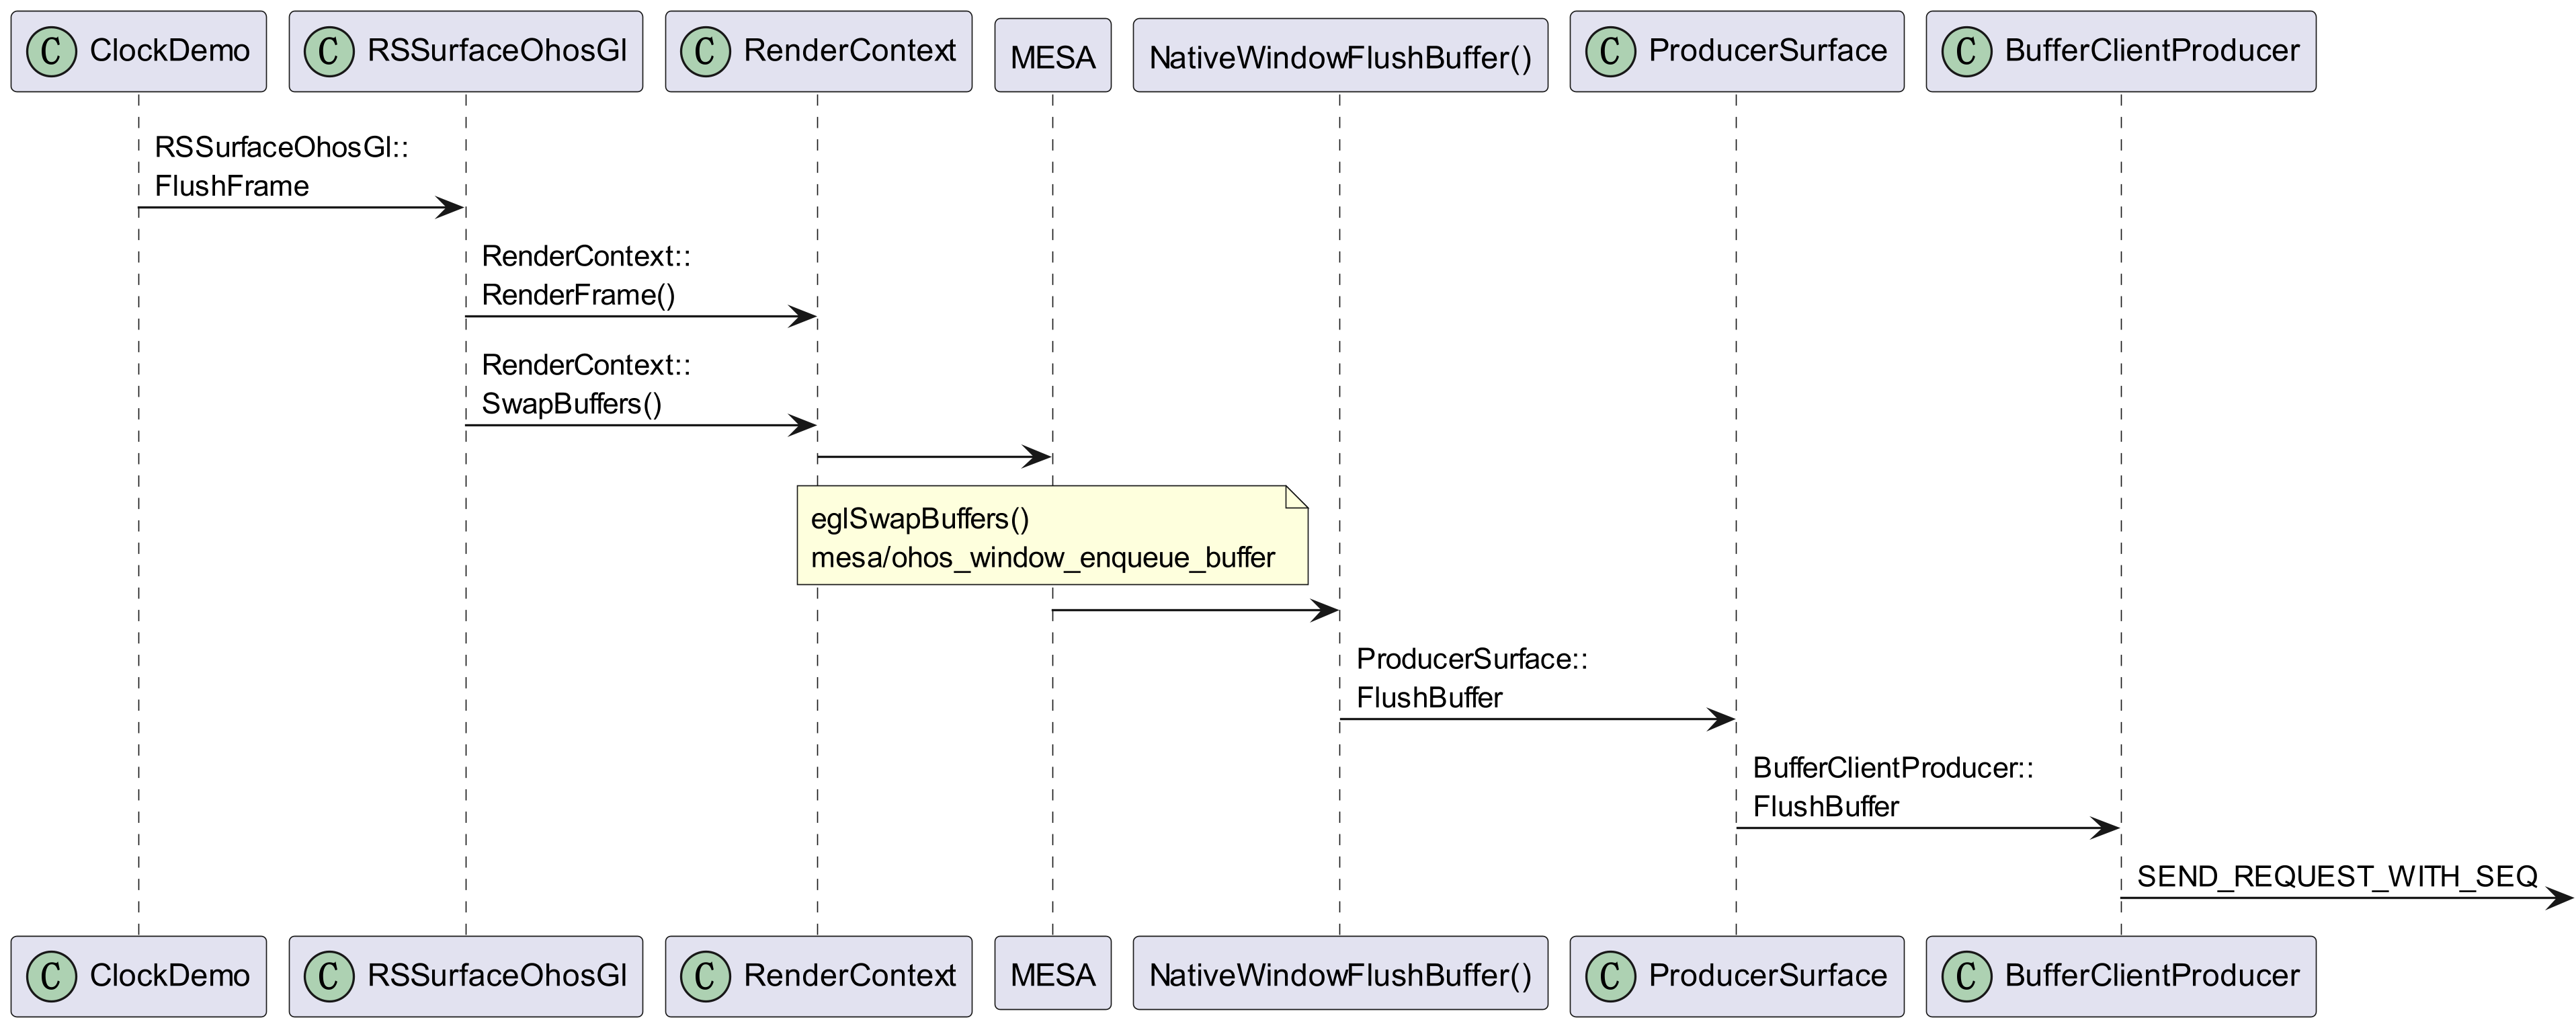 C ClockDemo
C RSSurfaceOhosGl
C RenderContext
MESA
NativeWindowFlushBuffer()
C ProducerSurface
C BufferClientProducer
RSSurfaceOhosGl::
FlushFrame
RenderContext::
RenderFrame()
RenderContext::
SwapBuffers()
eglSwapBuffers()
mesa/ohos_window_enqueue_buffer
ProducerSurface::
FlushBuffer
BufferClientProducer::
FlushBuffer
SEND_REQUEST_WITH_SEQ
C ClockDemo
C RSSurfaceOhosGl
C RenderContext
MESA
NativeWindowFlushBuffer()
C ProducerSurface
C BufferClientProducer